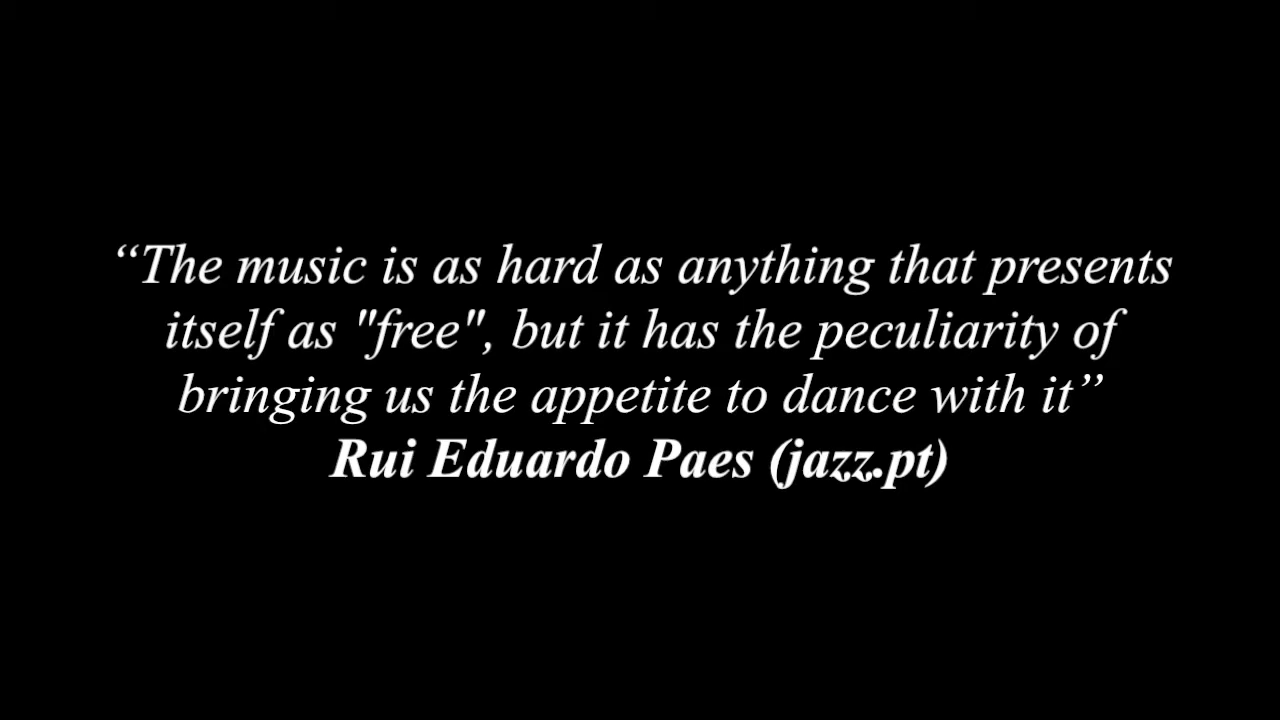 “The music is as hard as anything that presents
itself as "free", but it has the peculiarity of
bringing us the appetite to dance with it”
Rui Eduardo Paes (jazz.pt)